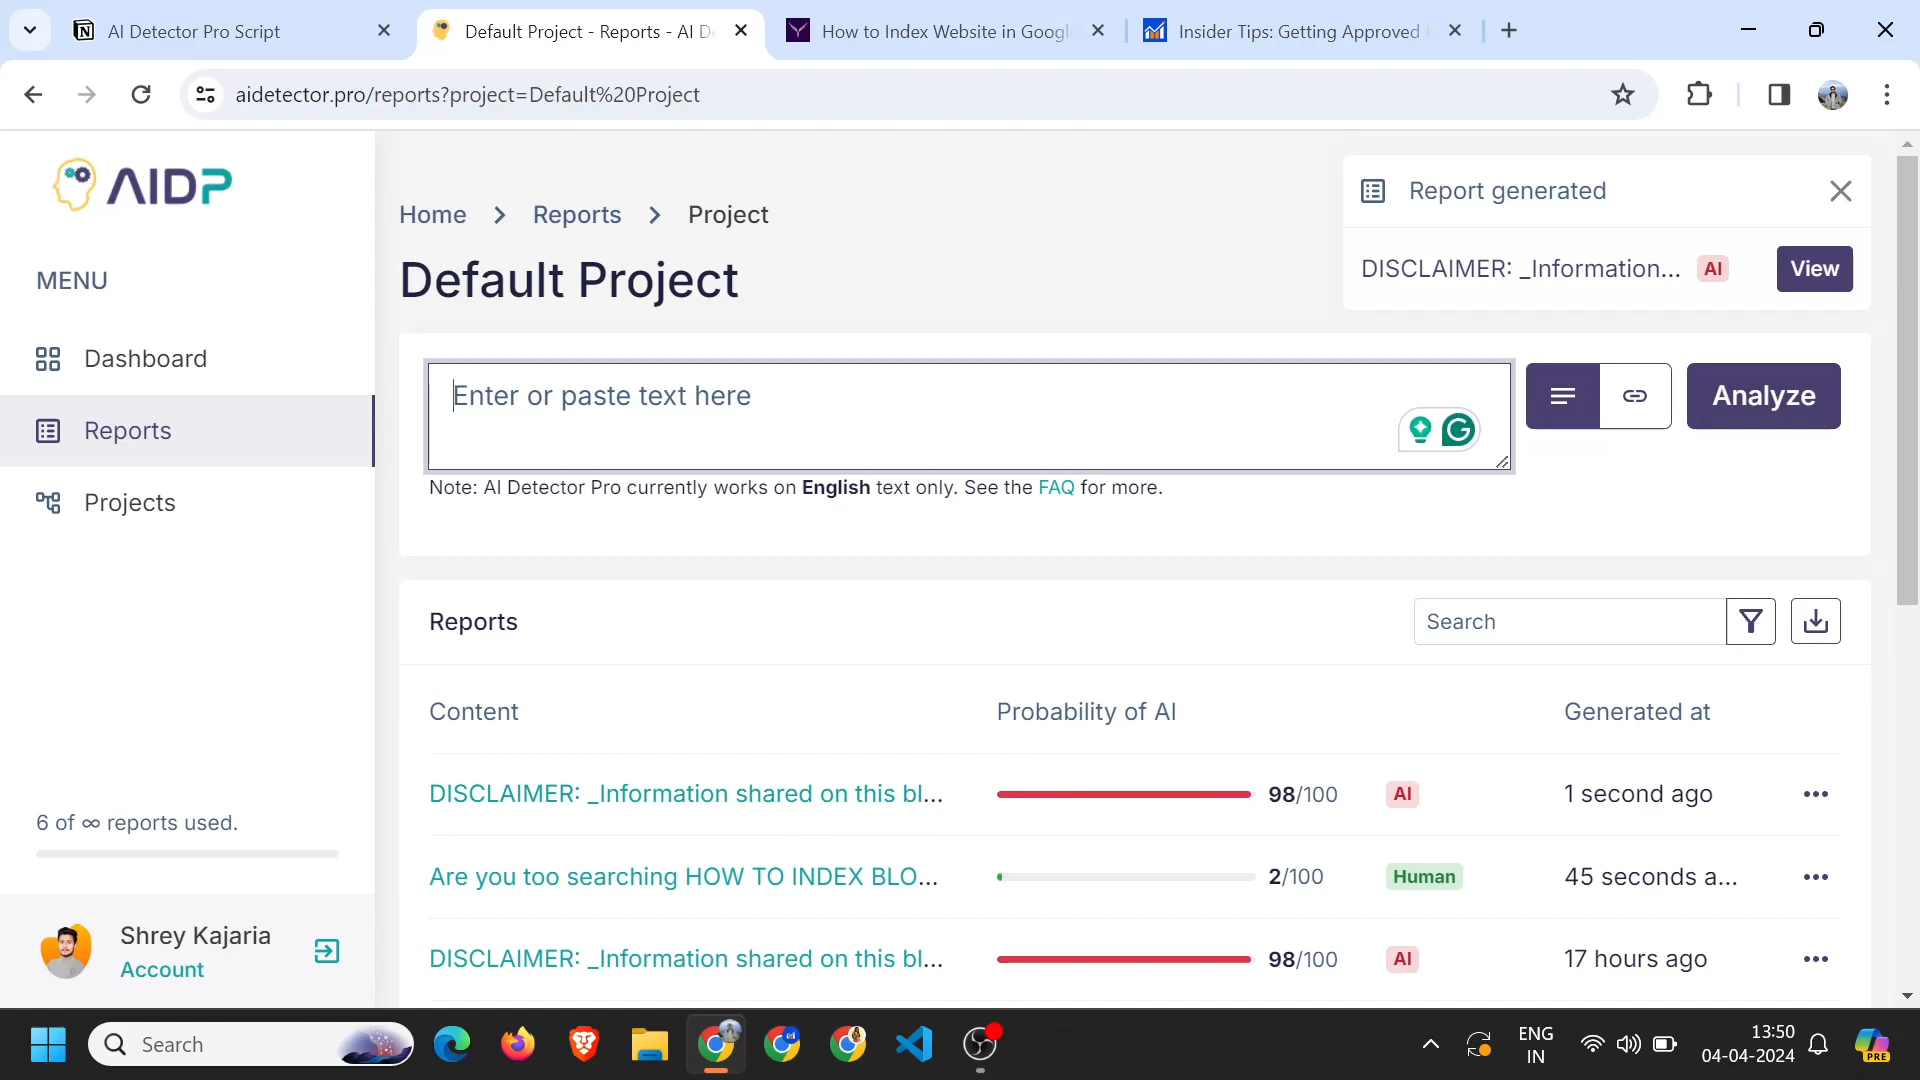 AI Detector Pro Script
Default Project - Reports - AI D
How to Index Website in Googl
Insider Tips: Getting Approved
aidetector.pro/reports?project=Default%20Project
AIDP
MENU
Dashboard
Reports
Projects
6 of ∞ reports used.
Shrey Kajaria
Account
Home > Reports > Project
Default Project
Report generated
DISCLAIMER: _Information... AI View
Enter or paste text here
Analyze
Note: AI Detector Pro currently works on English text only. See the FAQ for more.
Reports
Search
Content Probability of AI Generated at
DISCLAIMER: _Information shared on this bl... 98/100 AI 1 second ago
Are you too searching HOW TO INDEX BLO... 2/100 Human 45 seconds a...
DISCLAIMER: _Information shared on this bl... 98/100 AI 17 hours ago
Search
ENG
IN
13:50
04-04-2024
PRE